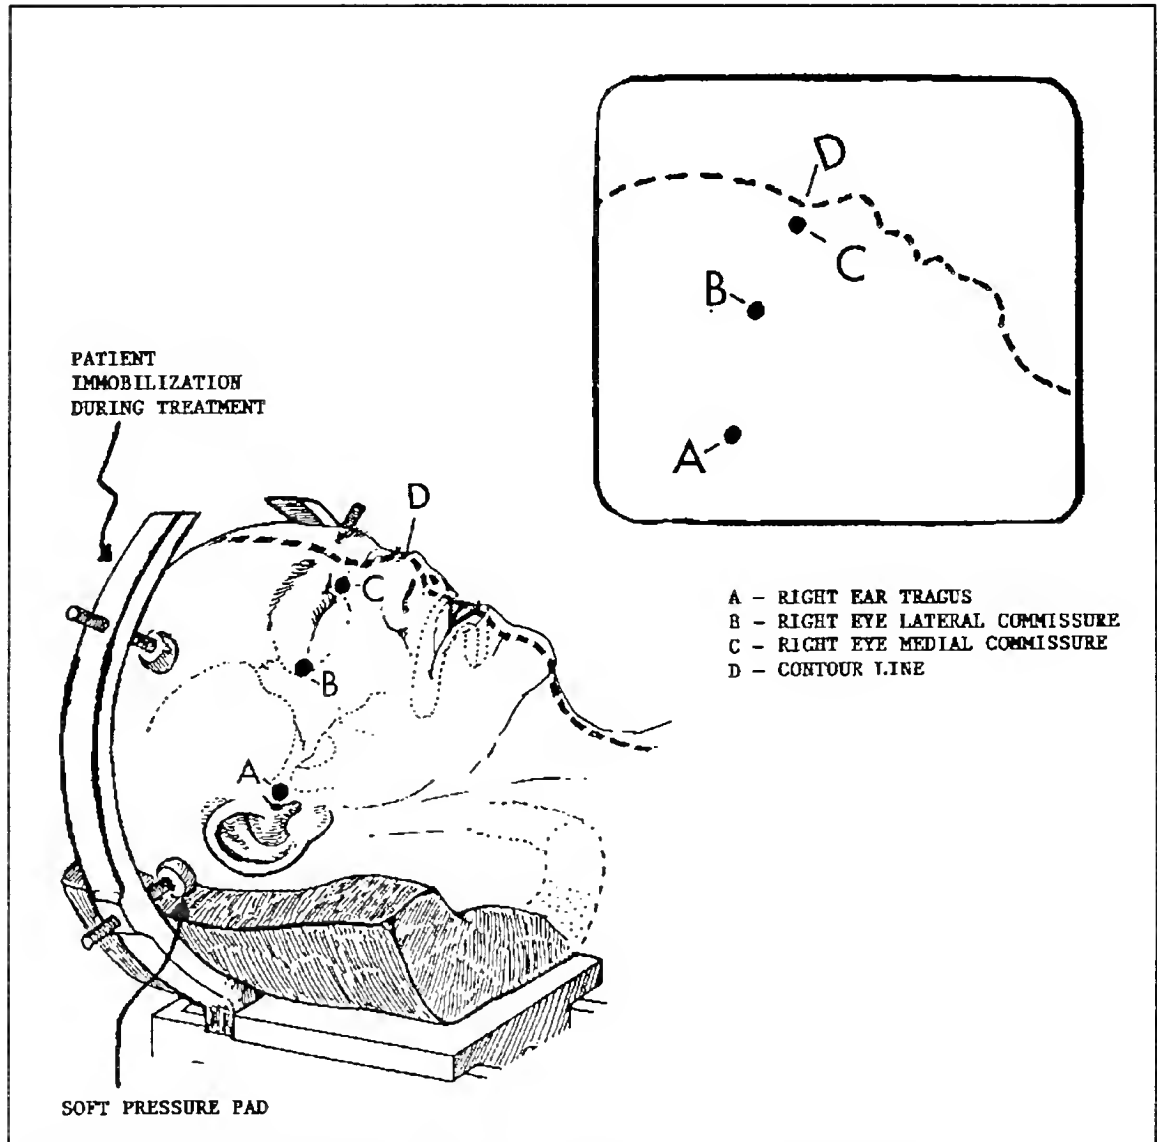 D
C
B
A
PATIENT
IMMOBILIZATION
DURING TREATMENT
D
C
B
A
A - RIGHT EAR TRAGUS
B - RIGHT EYE LATERAL COMMISSURE
C - RIGHT EYE MEDIAL COMMISSURE
D - CONTOUR LINE
SOFT PRESSURE PAD